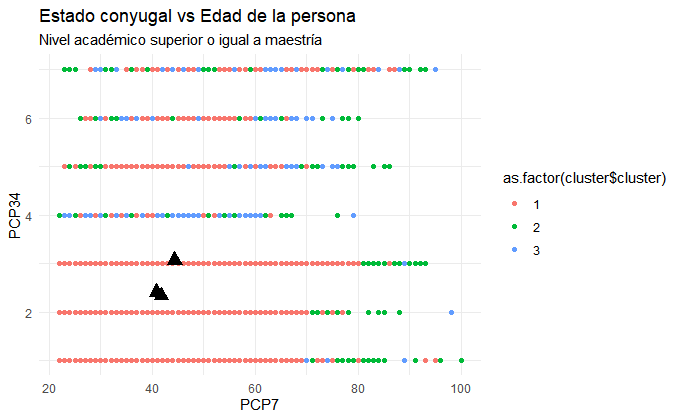 Estado conyugal vs Edad de la persona
Nivel académico superior o igual a maestría
6
4
2
PCP34
20 40 60 80 100
PCP7
as.factor(cluster$cluster)
1
2
3